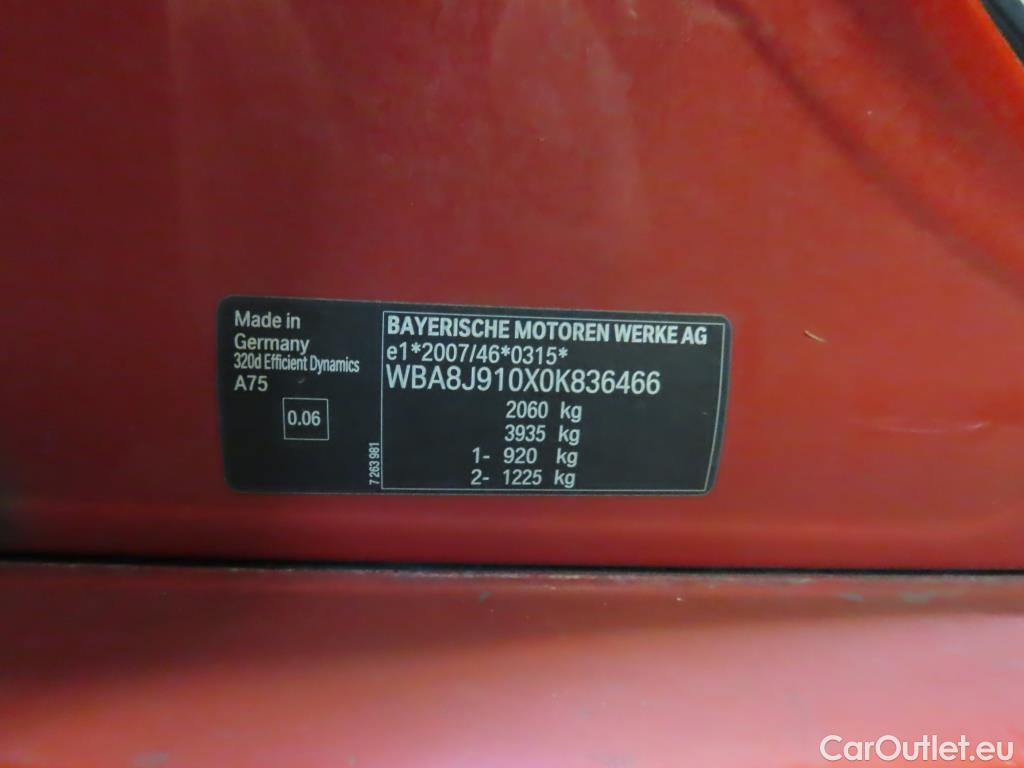 Made in
Germany
320d Efficient Dynamics
A75
0.06
7 263 981
BAYERISCHE MOTOREN WERKE AG
e1*2007/46*0315*
WBA8J910X0K836466
2060 kg
3935 kg
1- 920 kg
2- 1225 kg
CarOutlet.eu